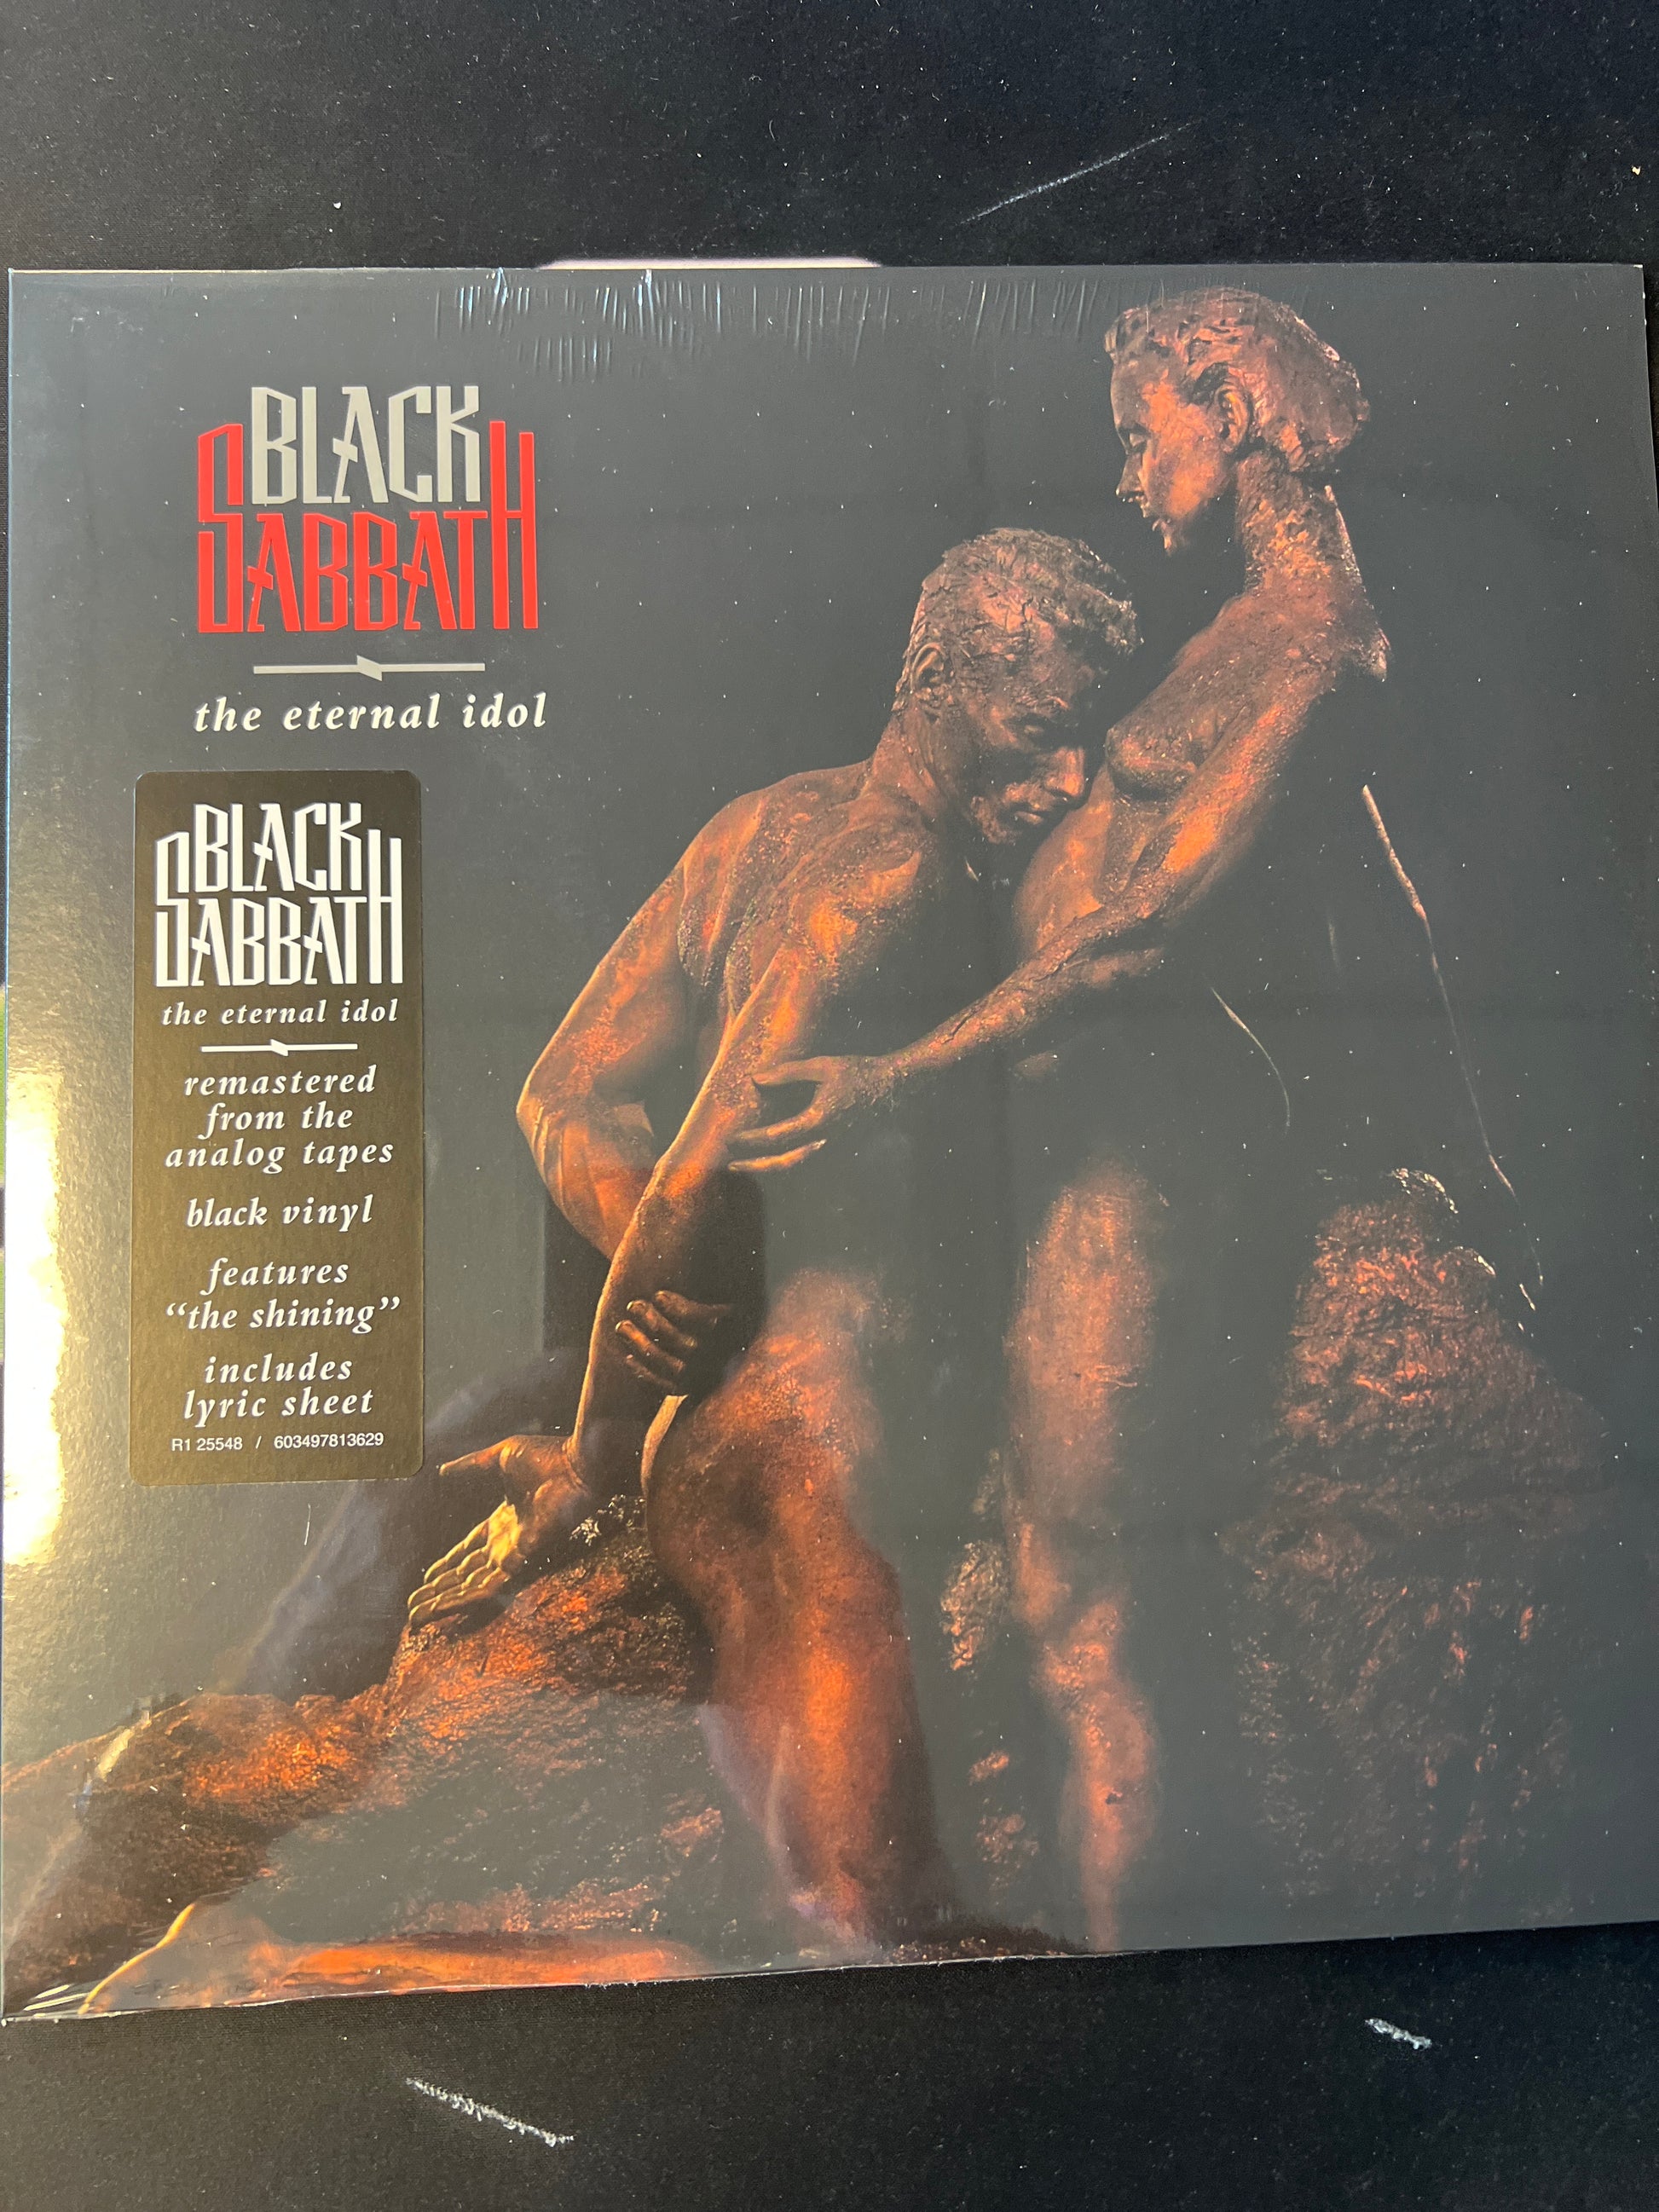 BLACK
SABBATH
the eternal idol
BLACK
SABBATH
the eternal idol
remastered
from the
analog tapes
black vinyl
features
“the shining”
includes
lyric sheet
R1 25548 / 603497813629